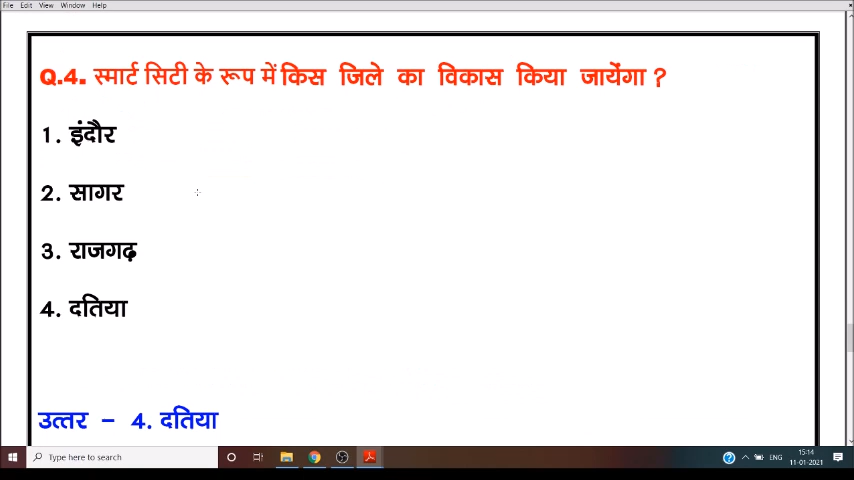 File Edit View Window Help
Q.4. स्मार्ट सिटी के रूप में किस जिले का विकास किया जायेंगा ?
1. इंदौर
2. सागर
3. राजगढ़
4. दतिया
उत्तर – 4. दतिया
Type here to search
ENG
15:14
11-01-2021